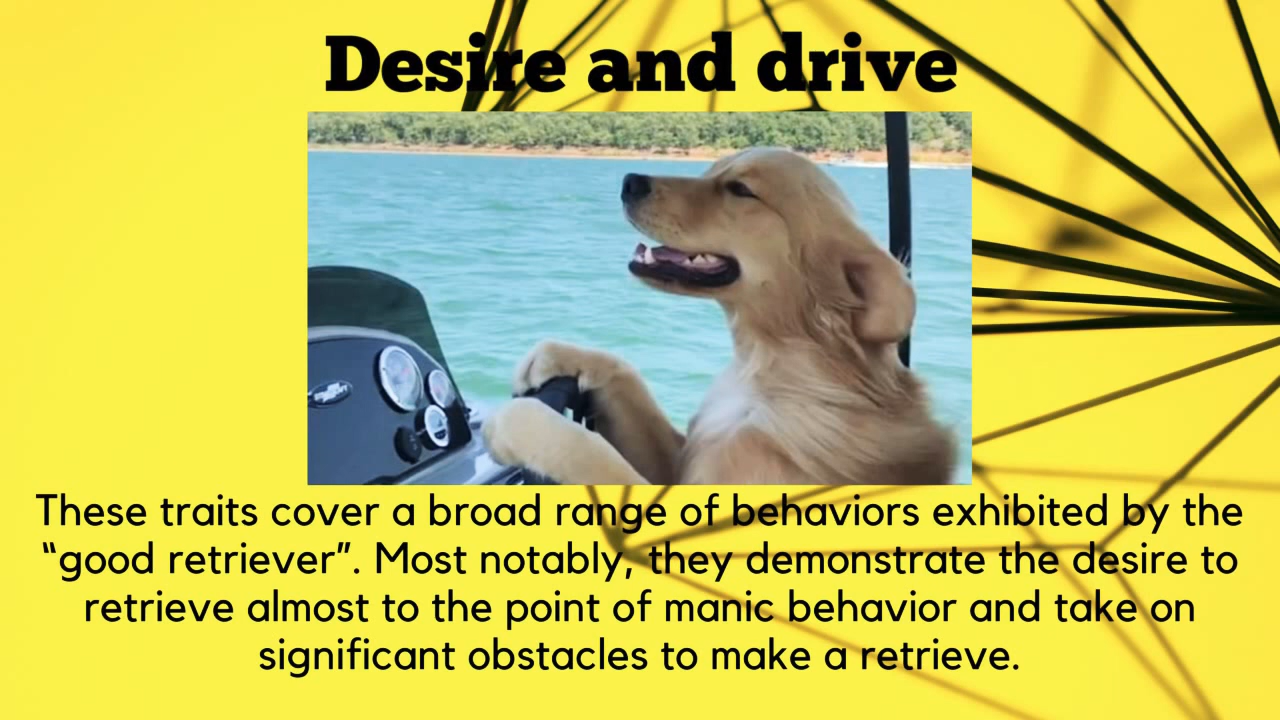 Desire and drive
These traits cover a broad range of behaviors exhibited by the
“good retriever”. Most notably, they demonstrate the desire to
retrieve almost to the point of manic behavior and take on
significant obstacles to make a retrieve.